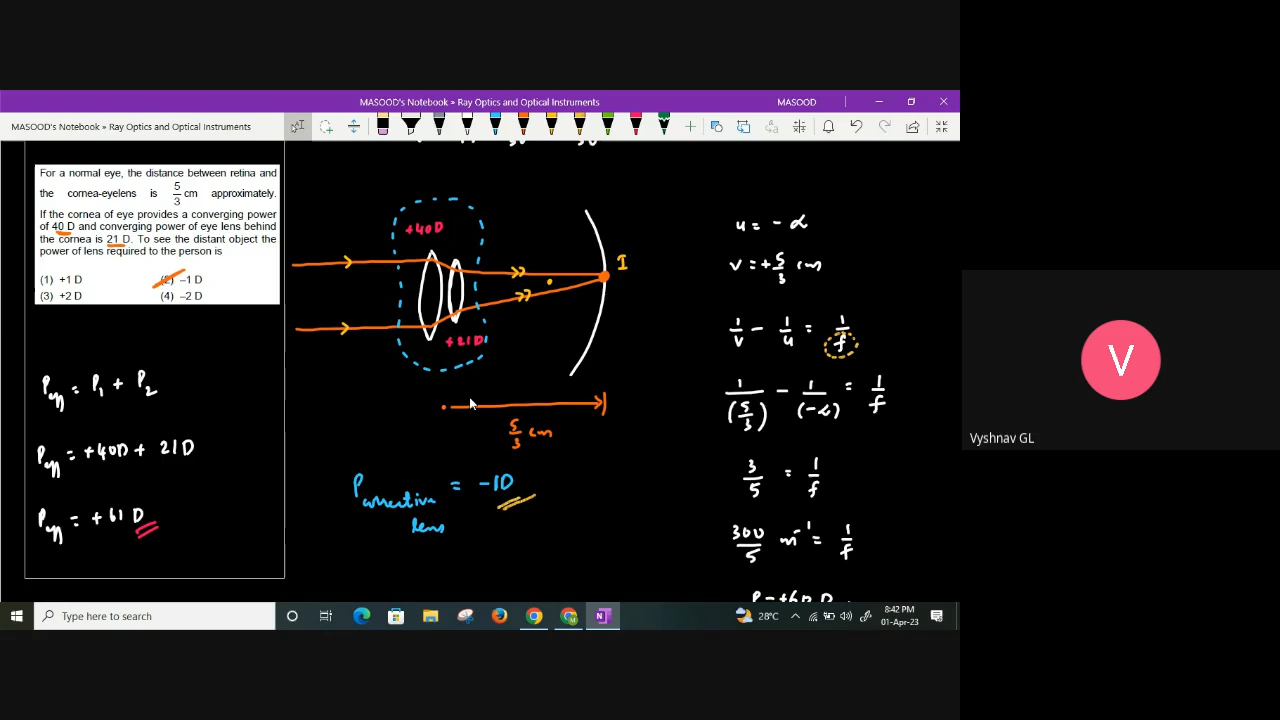 MASOOD's Notebook » Ray Optics and Optical Instruments
MASOOD
MASOOD's Notebook » Ray Optics and Optical Instruments
For a normal eye, the distance between retina and
the cornea-eyelens is 5/3 cm approximately.
If the cornea of eye provides a converging power
of 40 D and converging power of eye lens behind
the cornea is 21 D. To see the distant object the
power of lens required to the person is
(1) +1 D
(2) –1 D
(3) +2 D
(4) –2 D
Peff = P1 + P2
Peff = +40D + 21D
Peff = +61 D
+40D
+21D
I
5/3 cm
Pcorrective lens = -1D
u = - α
v = + 5/3 cm
1/v - 1/u = 1/f
1/(5/3) - 1/(-α) = 1/f
3/5 = 1/f
300/5 m⁻¹ = 1/f
P = +60 D
V
Vyshnav GL
Type here to search
28°C
8:42 PM
01-Apr-23